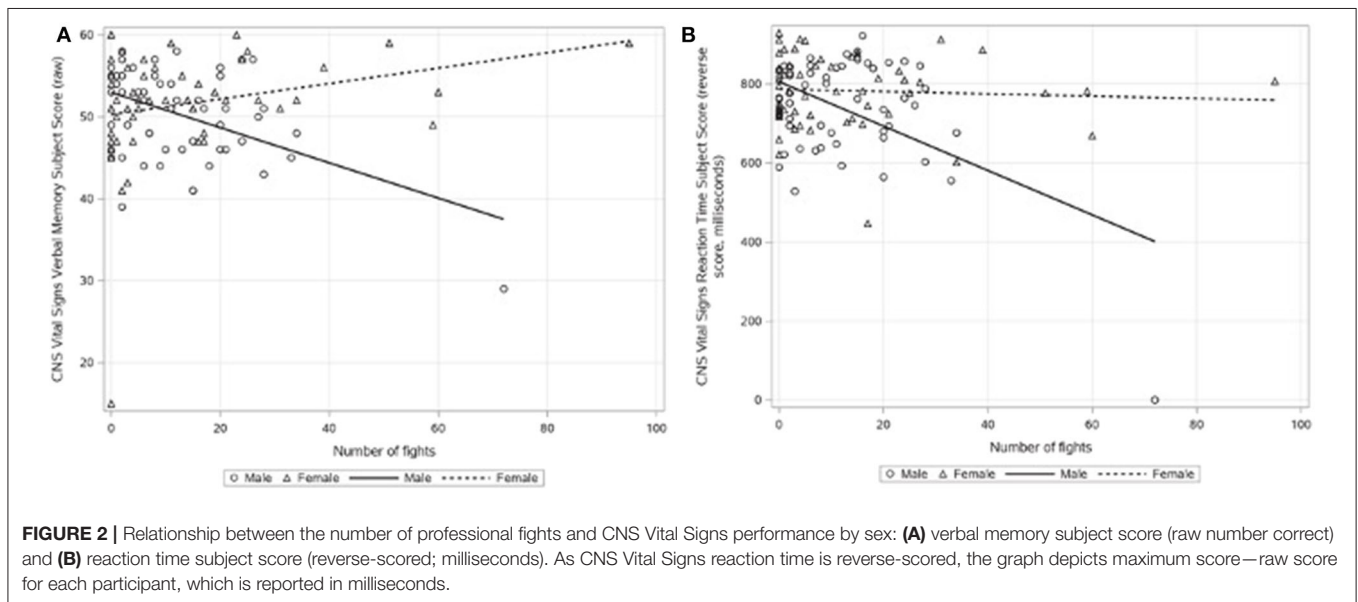 A
60
50
40
30
20
0
20
40
60
80
100
CNS Vital Signs Verbal Memory Subject Score (raw)
Number of fights
Male Female Male Female
B
800
600
400
200
0
0
20
40
60
80
100
CNS Vital Signs Reaction Time Subject Score (reverse
score, milliseconds)
Number of fights
Male Female Male Female
FIGURE 2 | Relationship between the number of professional fights and CNS Vital Signs performance by sex: (A) verbal memory subject score (raw number correct)
and (B) reaction time subject score (reverse-scored; milliseconds). As CNS Vital Signs reaction time is reverse-scored, the graph depicts maximum score—raw score
for each participant, which is reported in milliseconds.